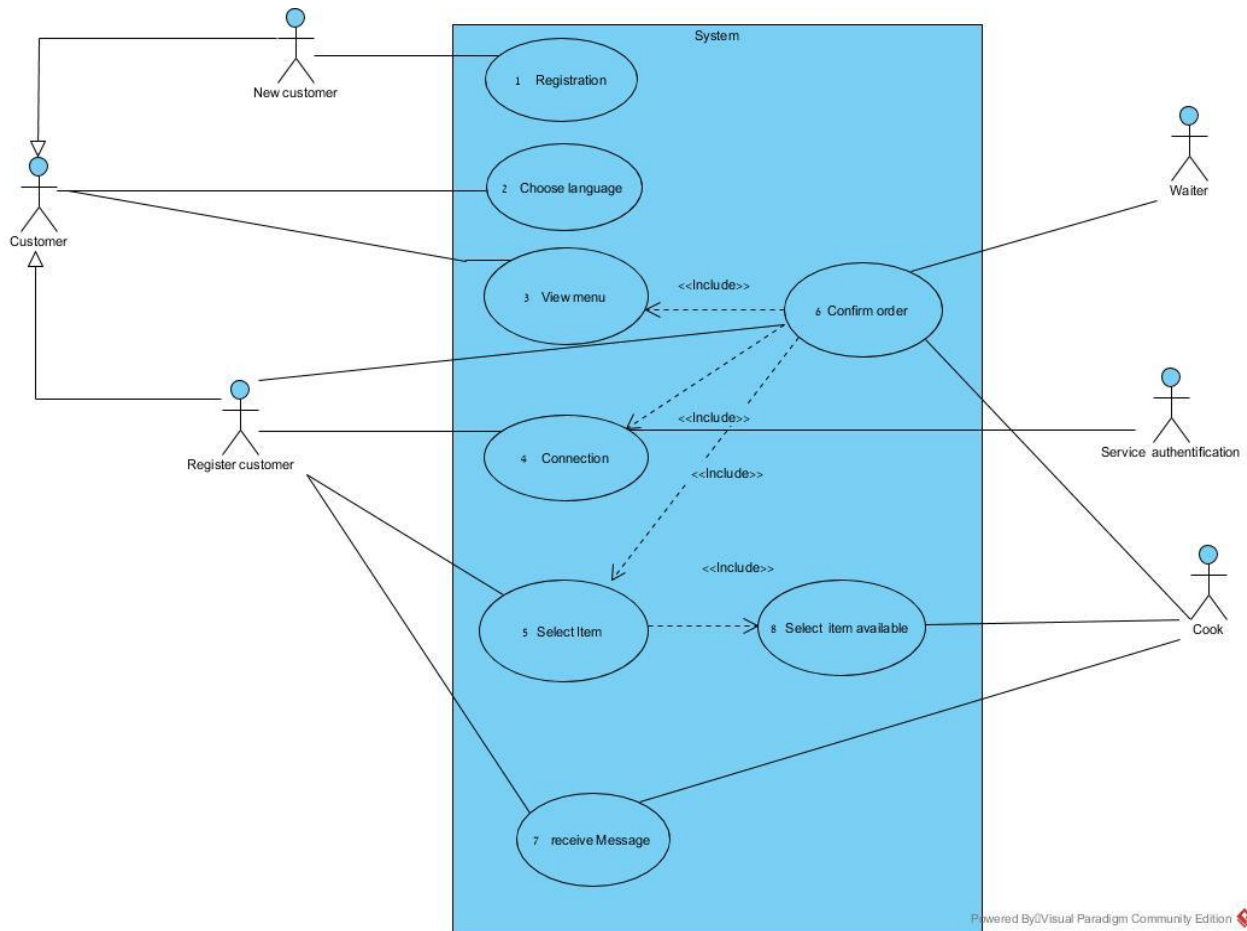 System
1 Registration
New customer
2 Choose language
Waiter
Customer
<<Include>>
3 View menu
6 Confirm order
<<Include>>
Service authentification
4 Connection
Register customer
<<Include>>
<<Include>>
5 Select Item
8 Select item available
Cook
7 receive Message
Powered By Visual Paradigm Community Edition